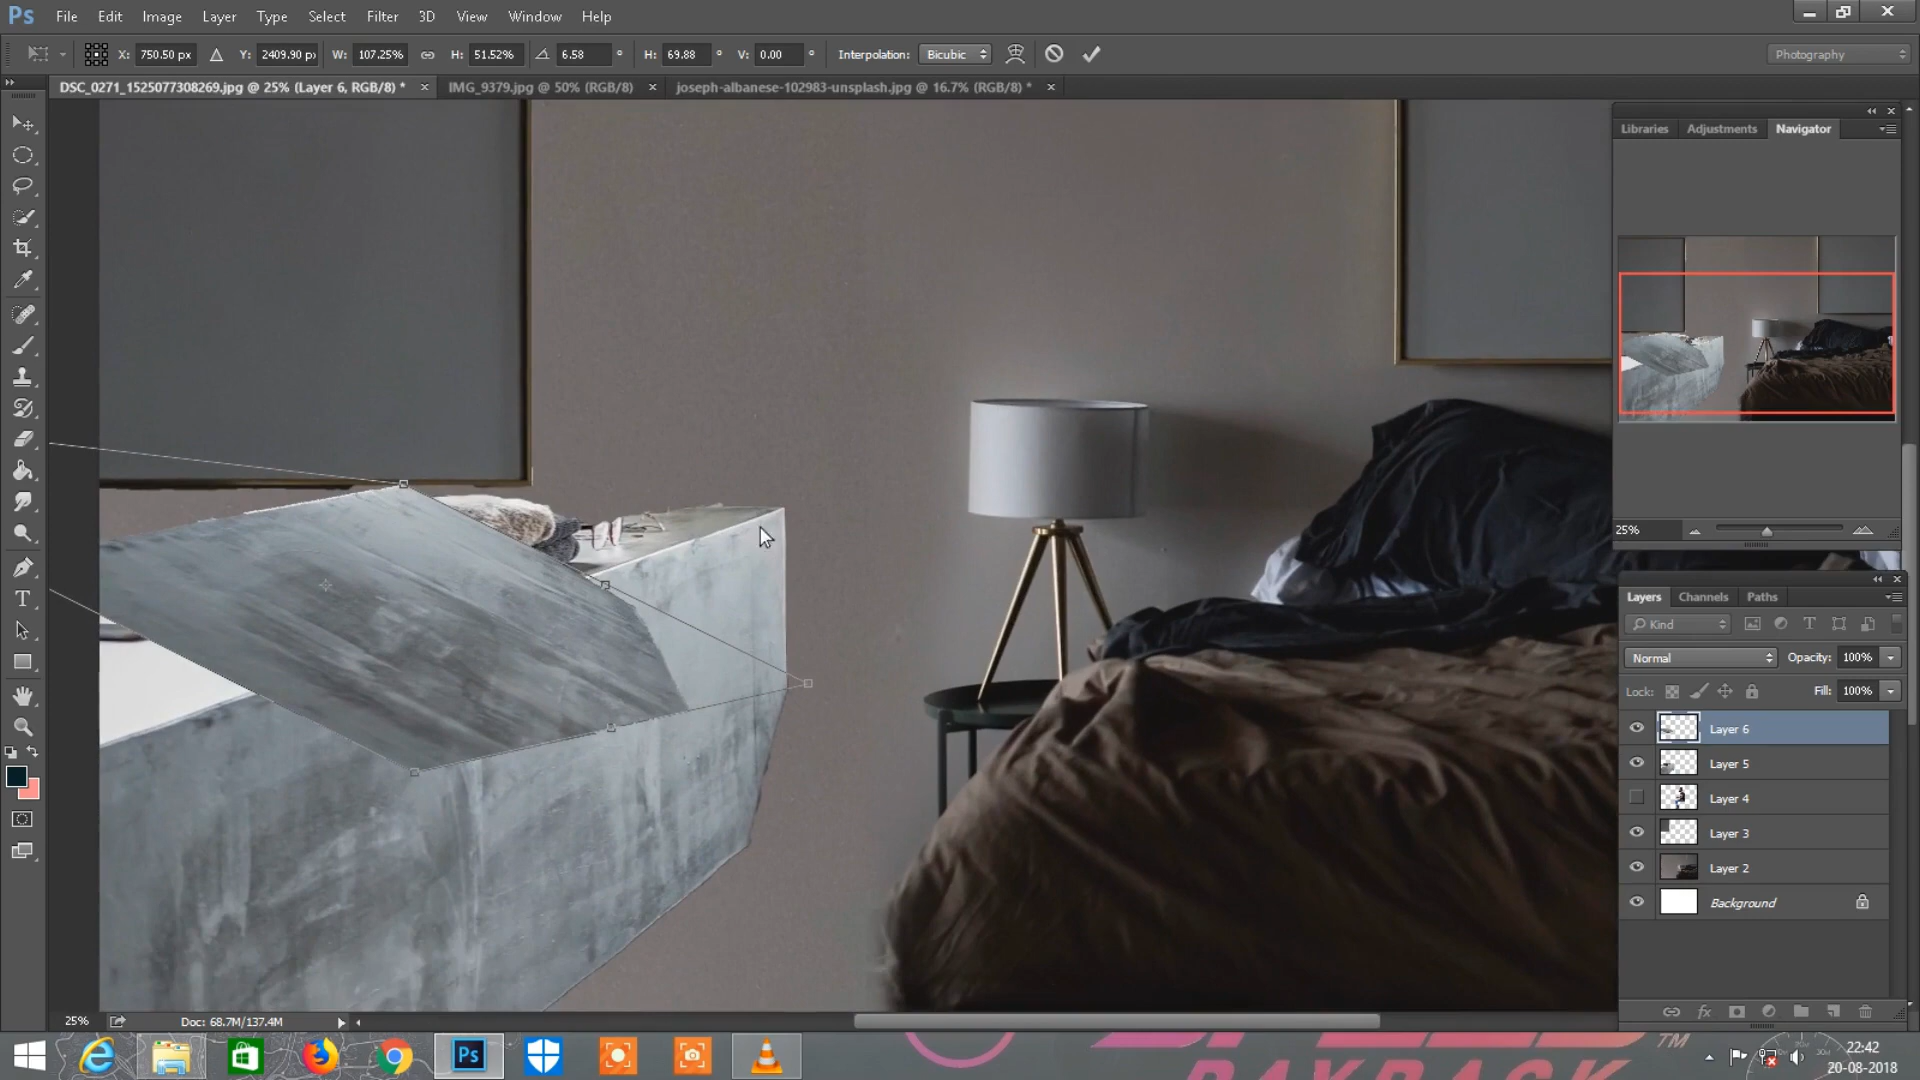 Ps File Edit Image Layer Type Select Filter 3D View Window Help
X: 750.50 px Y: 2409.90 px W: 107.25% H: 51.52% 6.58 ° H: 69.88 ° V: 0.00 ° Interpolation: Bicubic Photography
DSC_0271_1525077308269.jpg @ 25% (Layer 6, RGB/8) * × IMG_9379.jpg @ 50% (RGB/8) × joseph-albanese-102983-unsplash.jpg @ 16.7% (RGB/8) * ×
Libraries Adjustments Navigator
25%
Layers Channels Paths
Kind
Normal Opacity: 100%
Lock: Fill: 100%
Layer 6
Layer 5
Layer 4
Layer 3
Layer 2
Background
25% Doc: 68.7M/137.4M
Ps
TM
PAYBACK
22:42
20-08-2018